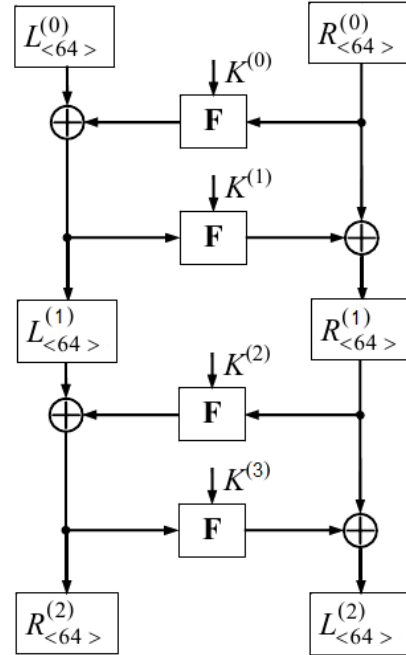 L^{(0)}_{<64>} R^{(0)}_{<64>}
K^{(0)}
F
K^{(1)}
F
L^{(1)}_{<64>} R^{(1)}_{<64>}
K^{(2)}
F
K^{(3)}
F
R^{(2)}_{<64>} L^{(2)}_{<64>}